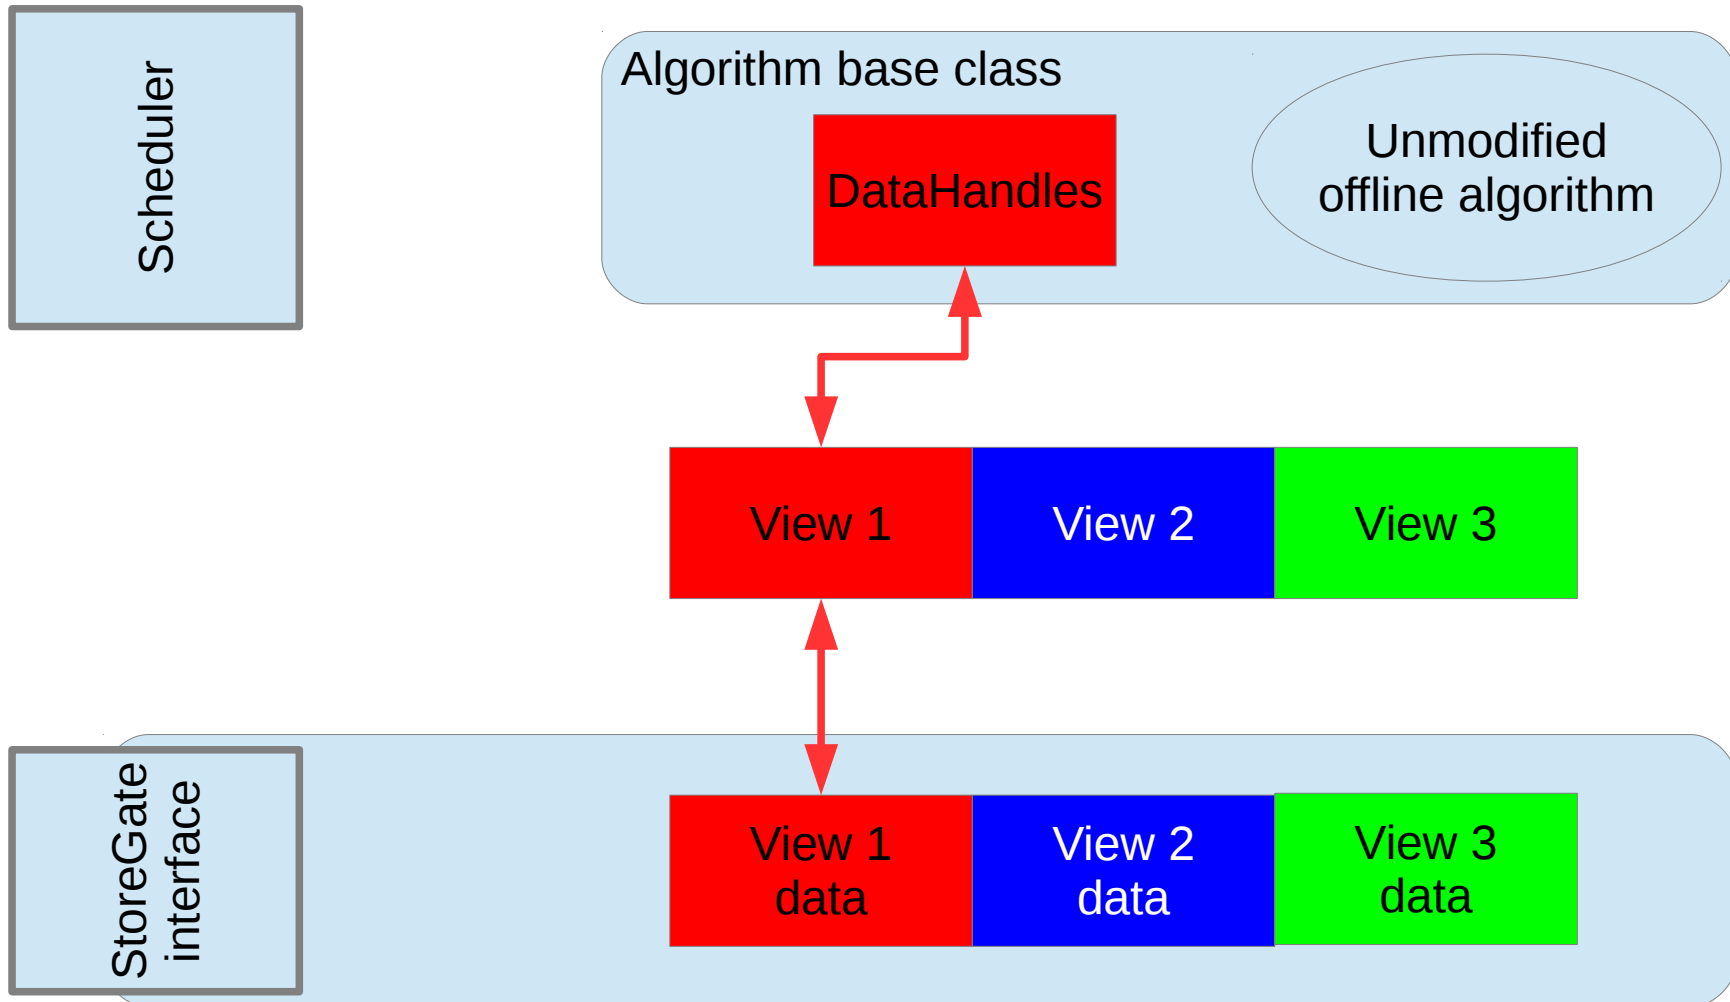 Scheduler
Algorithm base class
DataHandles
Unmodified
offline algorithm
View 1
View 2
View 3
StoreGate
interface
View 1
data
View 2
data
View 3
data